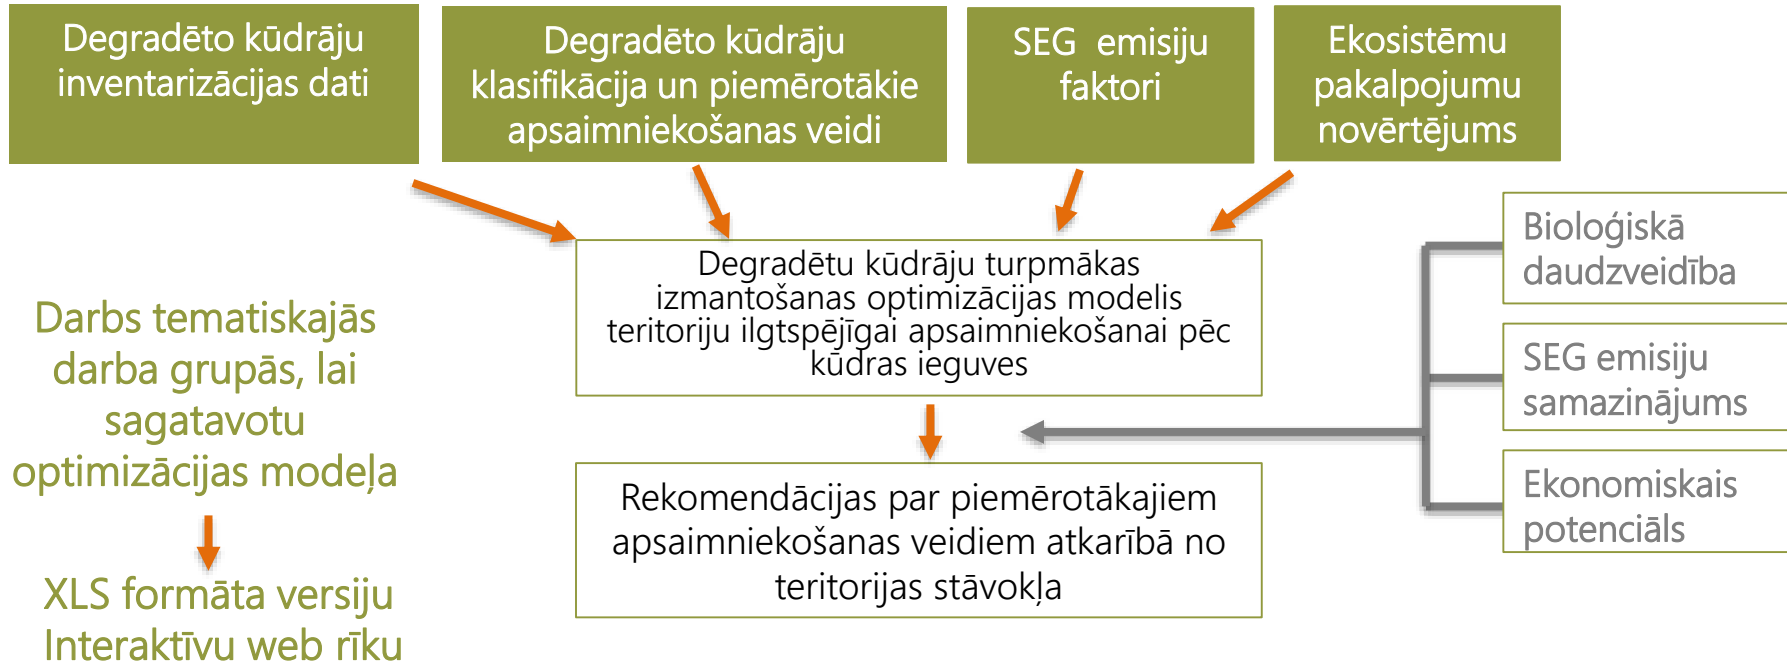 Degradēto kūdrāju
inventarizācijas dati
Degradēto kūdrāju
klasifikācija un piemērotākie
apsaimniekošanas veidi
SEG emisiju
faktori
Ekosistēmu
pakalpojumu
novērtējums
Degradētu kūdrāju turpmākas
izmantošanas optimizācijas modelis
teritoriju ilgtspējīgai apsaimniekošanai pēc
kūdras ieguves
Bioloģiskā
daudzveidība
SEG emisiju
samazinājums
Ekonomiskais
potenciāls
Darbs tematiskajās
darba grupās, lai
sagatavotu
optimizācijas modeļa
XLS formāta versiju
Interaktīvu web rīku
Rekomendācijas par piemērotākajiem
apsaimniekošanas veidiem atkarībā no
teritorijas stāvokļa